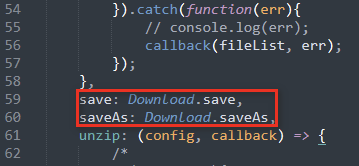 54 }).catch(function(err){
55 // console.log(err);
56 callback(fileList, err);
57 });
58 },
59 save: Download.save,
60 saveAs: Download.saveAs,
61 unzip: (config, callback) => {
62 /*